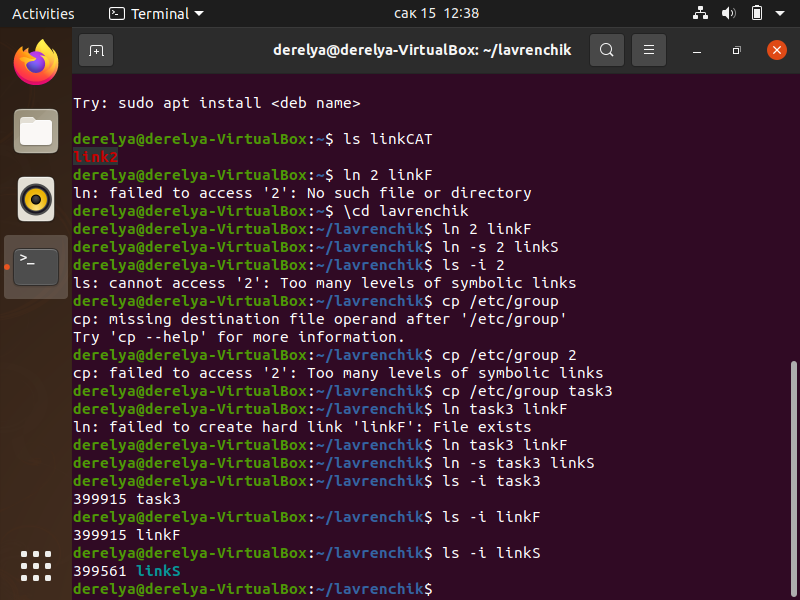 Activities Terminal сак 15 12:38
derelya@derelya-VirtualBox: ~/lavrenchik
Try: sudo apt install <deb name>
derelya@derelya-VirtualBox:~$ ls linkCAT
link2
derelya@derelya-VirtualBox:~$ ln 2 linkF
ln: failed to access '2': No such file or directory
derelya@derelya-VirtualBox:~$ \cd lavrenchik
derelya@derelya-VirtualBox:~/lavrenchik$ ln 2 linkF
derelya@derelya-VirtualBox:~/lavrenchik$ ln -s 2 linkS
derelya@derelya-VirtualBox:~/lavrenchik$ ls -i 2
ls: cannot access '2': Too many levels of symbolic links
derelya@derelya-VirtualBox:~/lavrenchik$ cp /etc/group
cp: missing destination file operand after '/etc/group'
Try 'cp --help' for more information.
derelya@derelya-VirtualBox:~/lavrenchik$ cp /etc/group 2
cp: failed to access '2': Too many levels of symbolic links
derelya@derelya-VirtualBox:~/lavrenchik$ cp /etc/group task3
derelya@derelya-VirtualBox:~/lavrenchik$ ln task3 linkF
ln: failed to create hard link 'linkF': File exists
derelya@derelya-VirtualBox:~/lavrenchik$ ln task3 linkF
derelya@derelya-VirtualBox:~/lavrenchik$ ln -s task3 linkS
derelya@derelya-VirtualBox:~/lavrenchik$ ls -i task3
399915 task3
derelya@derelya-VirtualBox:~/lavrenchik$ ls -i linkF
399915 linkF
derelya@derelya-VirtualBox:~/lavrenchik$ ls -i linkS
399561 linkS
derelya@derelya-VirtualBox:~/lavrenchik$